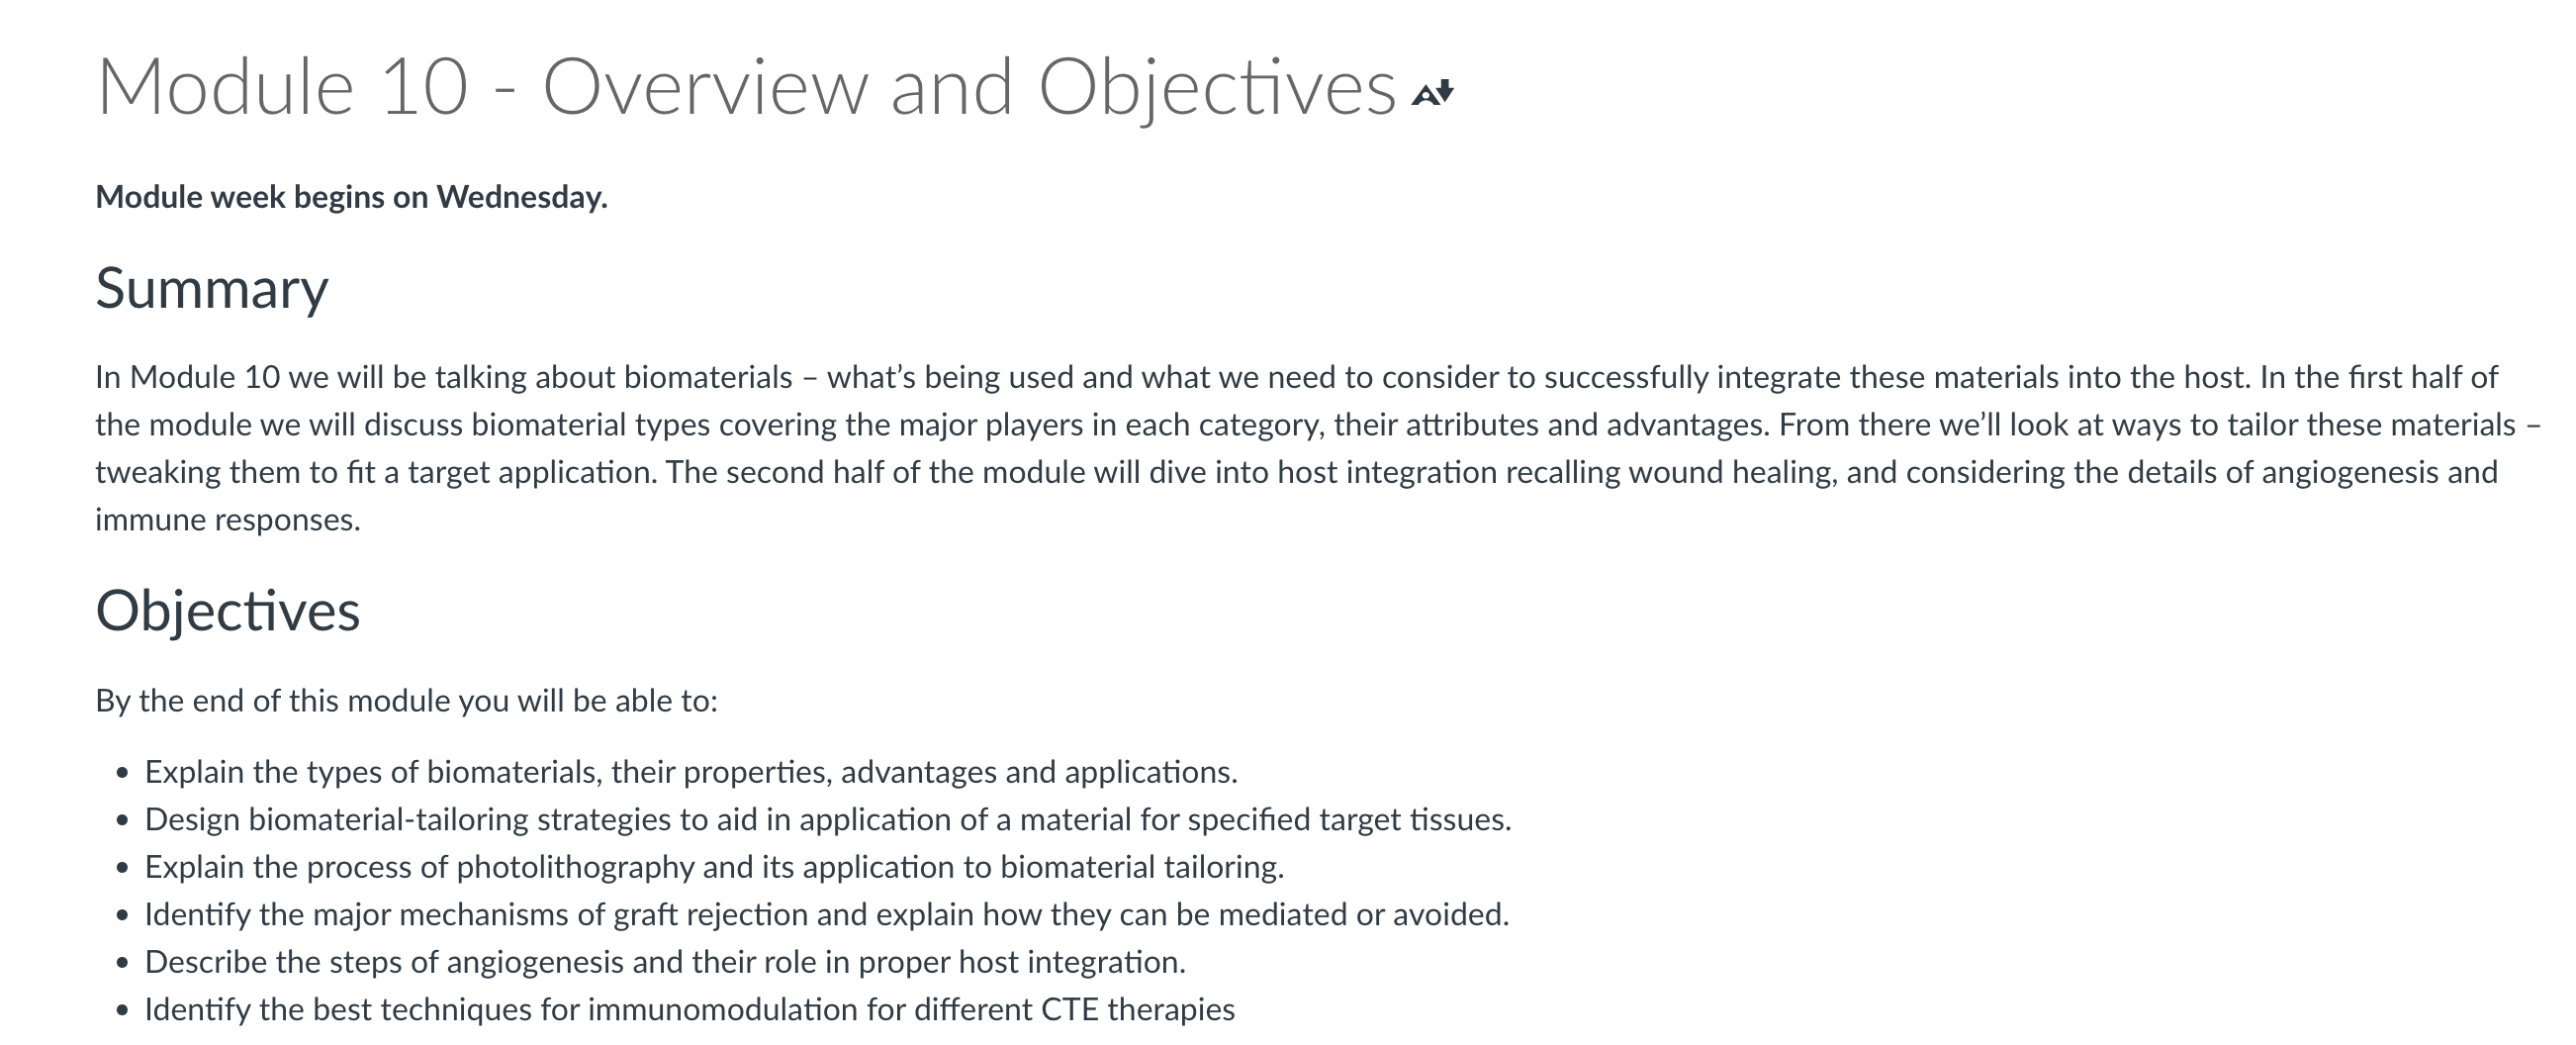 Module 10 - Overview and Objectives
Module week begins on Wednesday.
Summary
In Module 10 we will be talking about biomaterials – what’s being used and what we need to consider to successfully integrate these materials into the host. In the first half of
the module we will discuss biomaterial types covering the major players in each category, their attributes and advantages. From there we’ll look at ways to tailor these materials –
tweaking them to fit a target application. The second half of the module will dive into host integration recalling wound healing, and considering the details of angiogenesis and
immune responses.
Objectives
By the end of this module you will be able to:
• Explain the types of biomaterials, their properties, advantages and applications.
• Design biomaterial-tailoring strategies to aid in application of a material for specified target tissues.
• Explain the process of photolithography and its application to biomaterial tailoring.
• Identify the major mechanisms of graft rejection and explain how they can be mediated or avoided.
• Describe the steps of angiogenesis and their role in proper host integration.
• Identify the best techniques for immunomodulation for different CTE therapies